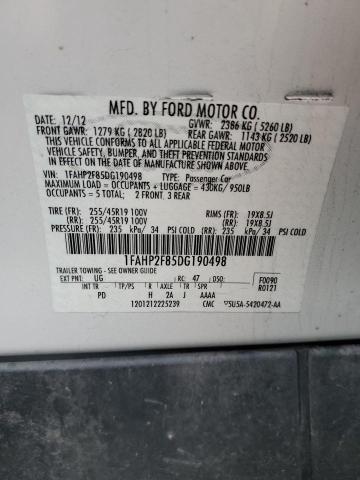 MFD. BY FORD MOTOR CO.
12/12 GVWR: 2386 KG (5260 LB)
FRONT GAWR: 1279 KG (2820 LB) REAR GAWR: 1143 KG (2520 LB)
THIS VEHICLE CONFORMS TO ALL APPLICABLE FEDERAL MOTOR
VEHICLE SAFETY, BUMPER, AND THEFT PREVENTION STANDARDS
IN EFFECT ON THE DATE OF MANUFACTURE SHOWN ABOVE.
VIN: 1FAHP2F85DG190498 TYPE: Passenger Car
MAXIMUM LOAD = OCCUPANTS + LUGGAGE = 430KG/ 950LB
OCCUPANTS = 5 TOTAL; 2 FRONT, 3 REAR
TIRE(FR): 255/45R19 100V RIMS(FR): 19X8.5J
TIRE(RR): 255/45R19 100V (RR): 19X8.5J
PRESSURE(FR): 235 kPa/ 34 PSI COLD (RR): 235 kPa/ 34 PSI COLD
1FAHP2F85DG190498
TRAILER TOWING - SEE OWNER GUIDE
EXT PNT: UG RC: 47 DSO: F0090
INT TR TP/PS R AXLE TR SPR R0121
PD H 2A J AAAA
1201212225239 CMC 5U5A-5420472-AA